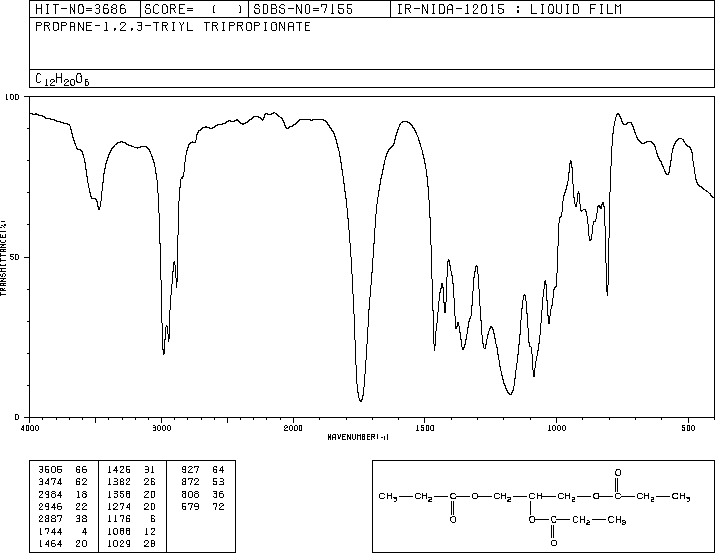 HIT-NO=3686 SCORE= ( ) SDBS-NO=7155 IR-NIDA-12015 : LIQUID FILM
PROPANE-1,2,3-TRIYL TRIPROPIONATE
C12H20O6
100
50
0
TRANSMITTANCE(%)
4000 3000 2000 1500 1000 500
WAVENUMBER(-1)
3605 66 1426 31 927 64
3474 62 1382 26 872 53
2984 18 1358 20 808 36
2946 22 1274 20 579 72
2887 38 1176 6
1744 4 1088 12
1464 20 1029 28
O
CH3 CH2 C O CH2 CH CH2 O C CH2 CH3
O O C CH2 CH3
O